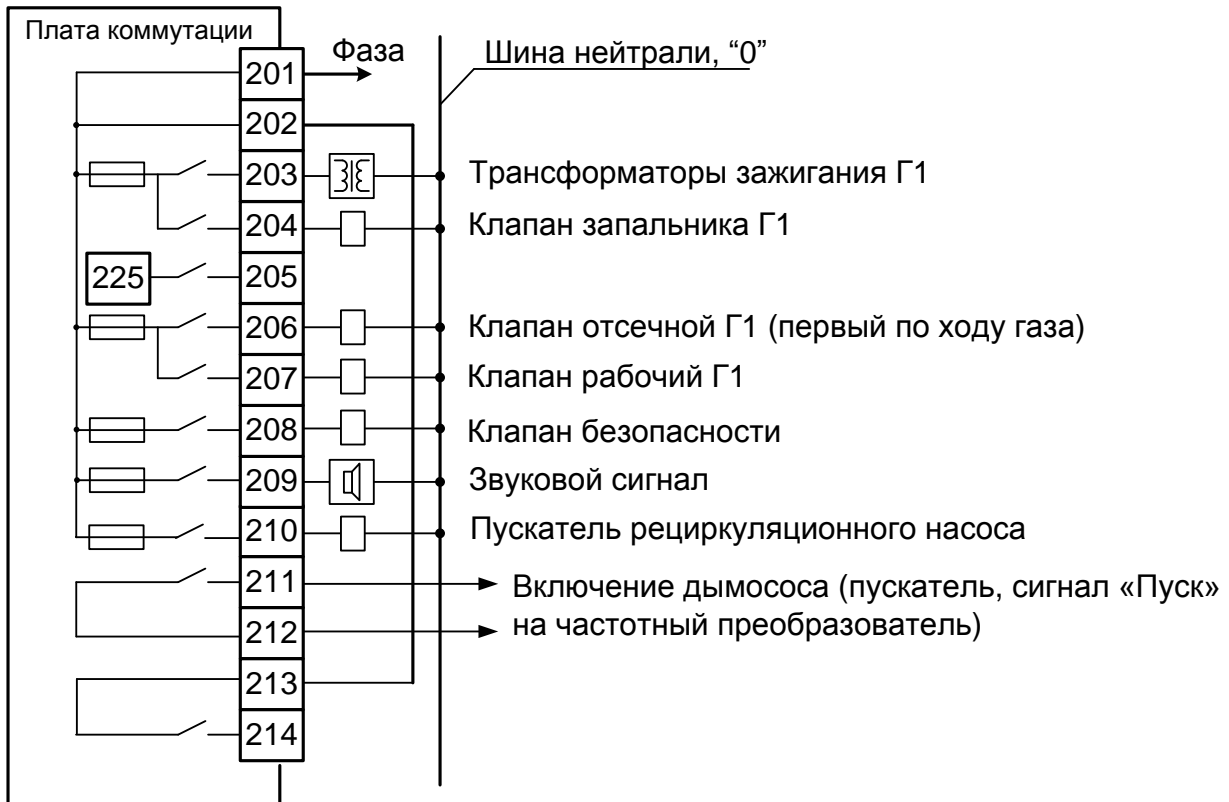 Плата коммутации
Фаза
Шина нейтрали, “0”
201
202
203
Трансформаторы зажигания Г1
204
Клапан запальника Г1
225
205
206
Клапан отсечной Г1 (первый по ходу газа)
207
Клапан рабочий Г1
208
Клапан безопасности
209
Звуковой сигнал
210
Пускатель рециркуляционного насоса
211
Включение дымососа (пускатель, сигнал «Пуск»
212
на частотный преобразователь)
213
214